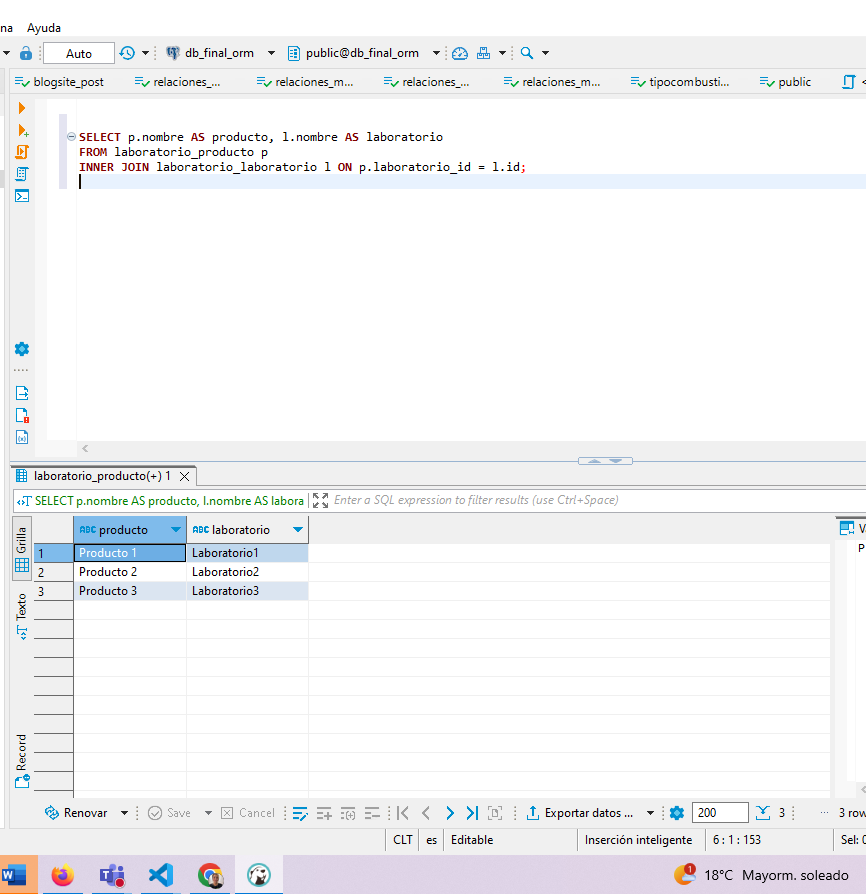 na Ayuda
Auto db_final_orm public@db_final_orm
blogsite_post relaciones_... relaciones_m... relaciones_... relaciones_m... tipocombusti... public
SELECT p.nombre AS producto, l.nombre AS laboratorio
FROM laboratorio_producto p
INNER JOIN laboratorio_laboratorio l ON p.laboratorio_id = l.id;
laboratorio_producto(+) 1
SELECT p.nombre AS producto, l.nombre AS labora Enter a SQL expression to filter results (use Ctrl+Space)
Grilla
Texto
Record
ABC producto ABC laboratorio
1 Producto 1 Laboratorio1
2 Producto 2 Laboratorio2
3 Producto 3 Laboratorio3
V
P
Renovar Save Cancel Exportar datos ... 200 3 ... 3 row
CLT es Editable Inserción inteligente 6 : 1 : 153 Sel: 0
W 1 18°C Mayorm. soleado